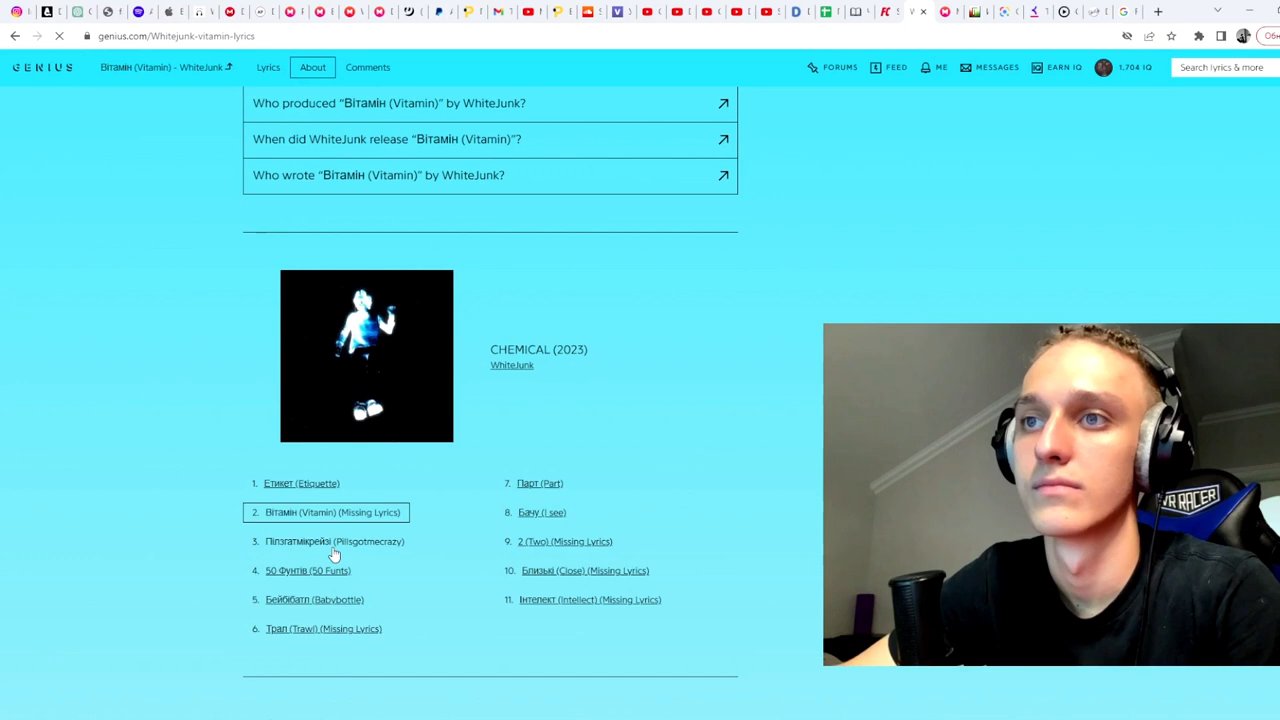 genius.com/Whitejunk-vitamin-lyrics
GENIUS
Вітамін (Vitamin) - WhiteJunk
Lyrics
About
Comments
FORUMS
FEED
ME
MESSAGES
EARN IQ
1,704 IQ
Search lyrics & more
Who produced “Вітамін (Vitamin)” by WhiteJunk?
When did WhiteJunk release “Вітамін (Vitamin)”?
Who wrote “Вітамін (Vitamin)” by WhiteJunk?
CHEMICAL (2023)
WhiteJunk
1. Етикет (Etiquette)
2. Вітамін (Vitamin) (Missing Lyrics)
3. Пілзгатмікрейзі (Pillsgotmecrazy)
4. 50 Фунтів (50 Funts)
5. Бейбібатл (Babybottle)
6. Трал (Trawl) (Missing Lyrics)
7. Парт (Part)
8. Бачу (I see)
9. 2 (Two) (Missing Lyrics)
10. Близькі (Close) (Missing Lyrics)
11. Інтелект (Intellect) (Missing Lyrics)
VR RACER